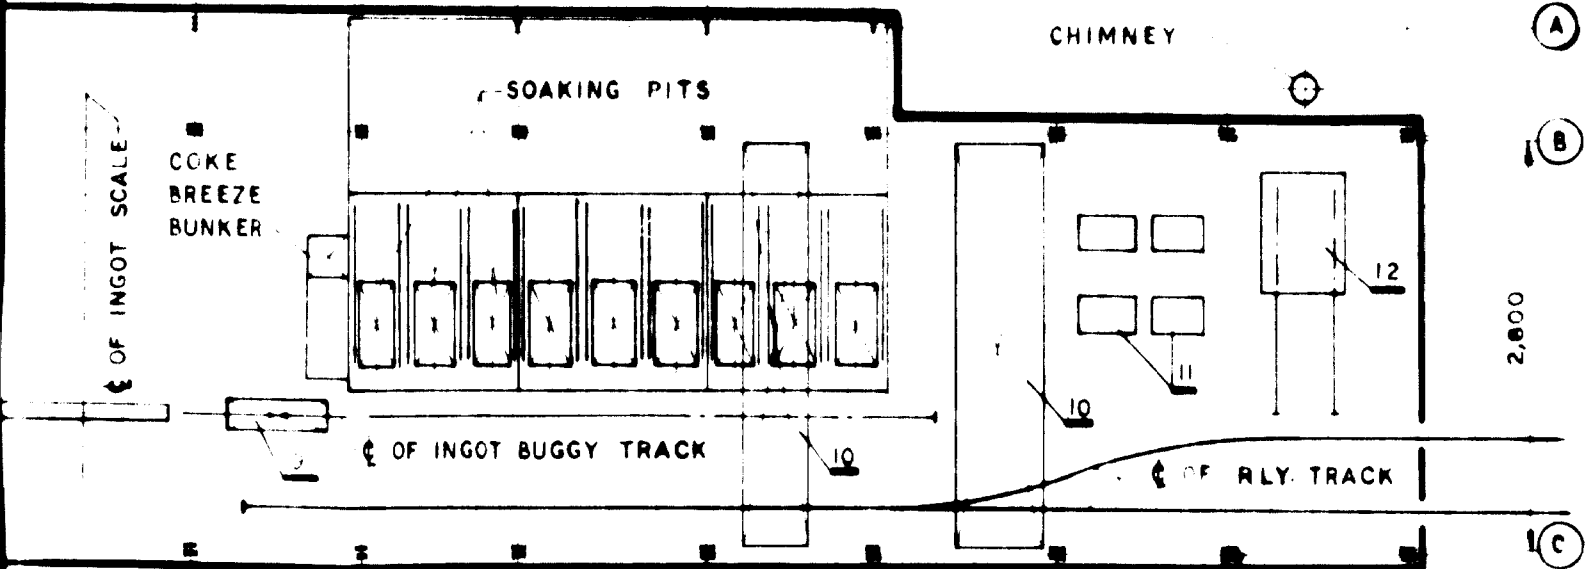 CHIMNEY
A
SOAKING PITS
B
COKE
BREEZE
BUNKER
℄ OF INGOT SCALE
12
2,800
11
10
℄ OF INGOT BUGGY TRACK
10
℄ OF RLY. TRACK
C